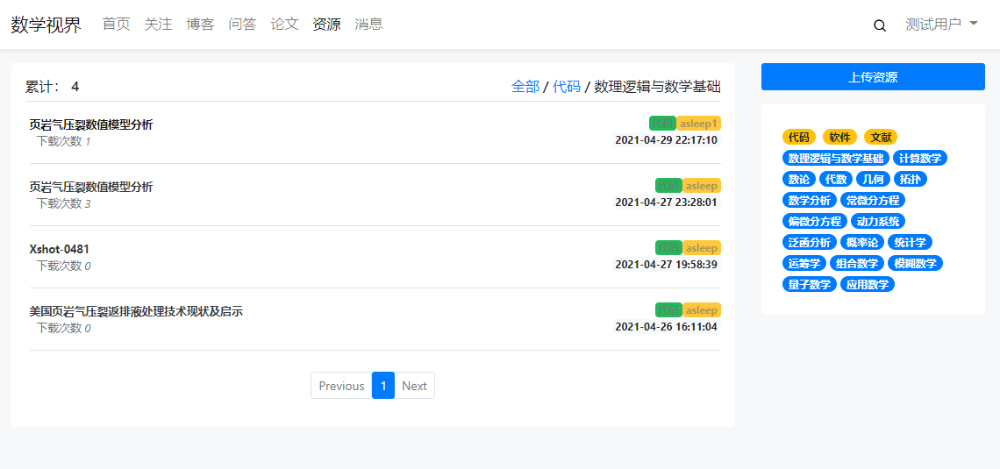 数学视界 首页 关注 博客 问答 论文 资源 消息 测试用户
累计： 4 全部 / 代码 / 数理逻辑与数学基础
页岩气压裂数值模型分析 代码 asleep1
下载次数 1 2021-04-29 22:17:10
页岩气压裂数值模型分析 代码 asleep
下载次数 3 2021-04-27 23:28:01
Xshot-0481 代码 asleep
下载次数 0 2021-04-27 19:58:39
美国页岩气压裂返排液处理技术现状及启示 代码 asleep
下载次数 0 2021-04-26 16:11:04
Previous 1 Next
上传资源
代码 软件 文献
数理逻辑与数学基础 计算数学
数论 代数 几何 拓扑
数学分析 常微分方程
偏微分方程 动力系统
泛函分析 概率论 统计学
运筹学 组合数学 模糊数学
量子数学 应用数学